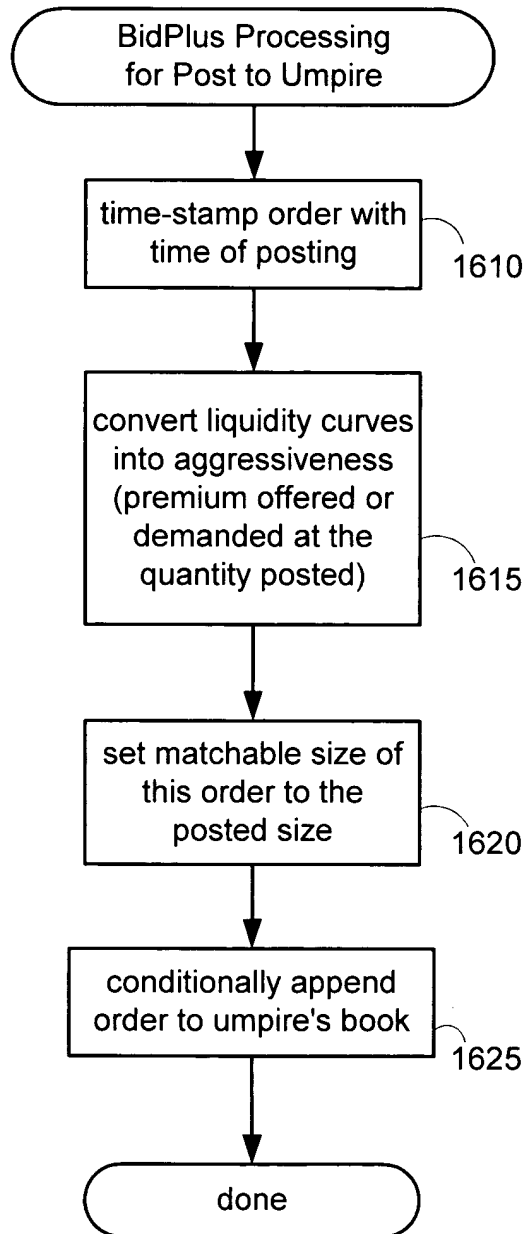 BidPlus Processing
for Post to Umpire
time-stamp order with
time of posting
1610
convert liquidity curves
into aggressiveness
(premium offered or
demanded at the
quantity posted)
1615
set matchable size of
this order to the
posted size
1620
conditionally append
order to umpire's book
1625
done